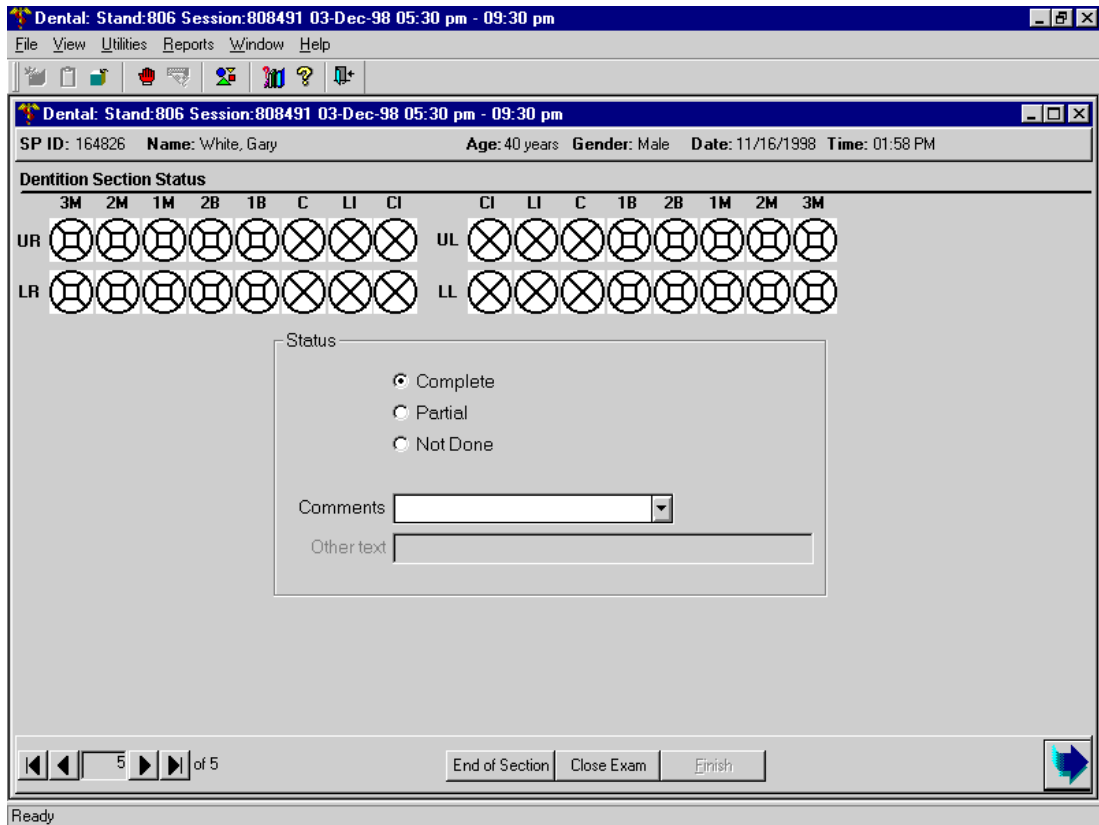 Dental: Stand:806 Session:808491 03-Dec-98 05:30 pm - 09:30 pm
File View Utilities Reports Window Help
Dental: Stand:806 Session:808491 03-Dec-98 05:30 pm - 09:30 pm
SP ID: 164826 Name: White, Gary Age: 40 years Gender: Male Date: 11/16/1998 Time: 01:58 PM
Dentition Section Status
3M 2M 1M 2B 1B C LI CI CI LI C 1B 2B 1M 2M 3M
UR UL
LR LL
Status
Complete
Partial
Not Done
Comments
Other text
5 of 5 End of Section Close Exam Finish
Ready